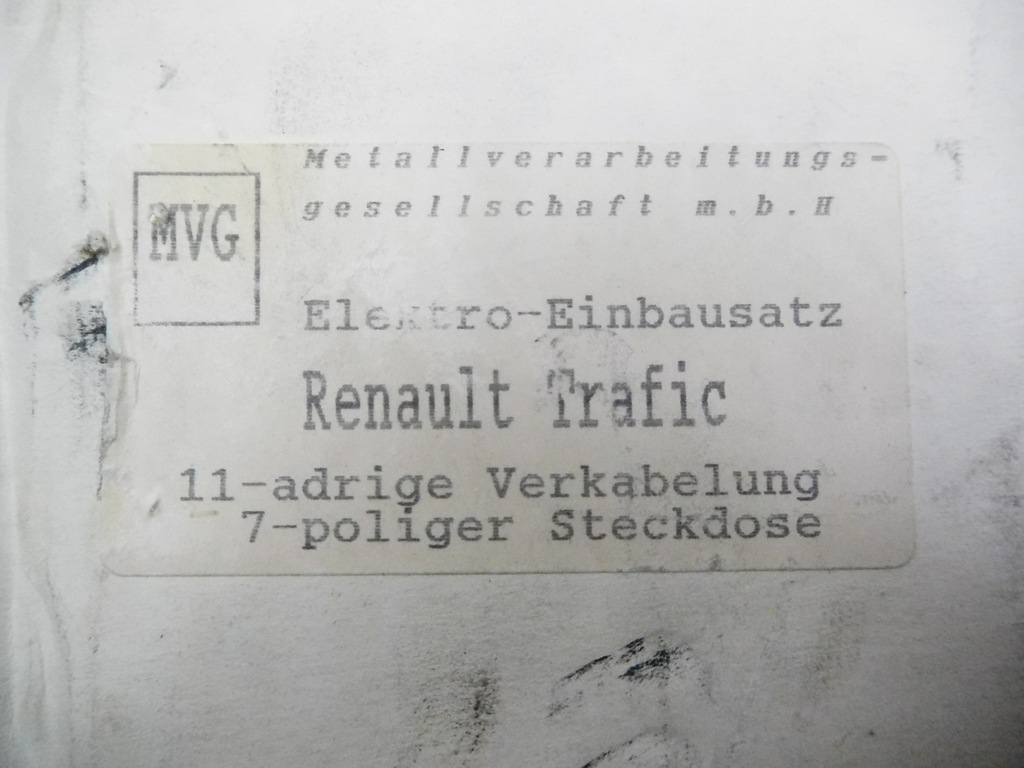 Metallverarbeitungs-
MVG
gesellschaft m.b.H
Elektro-Einbausatz
Renault Trafic
11-adrige Verkabelung
7-poliger Steckdose